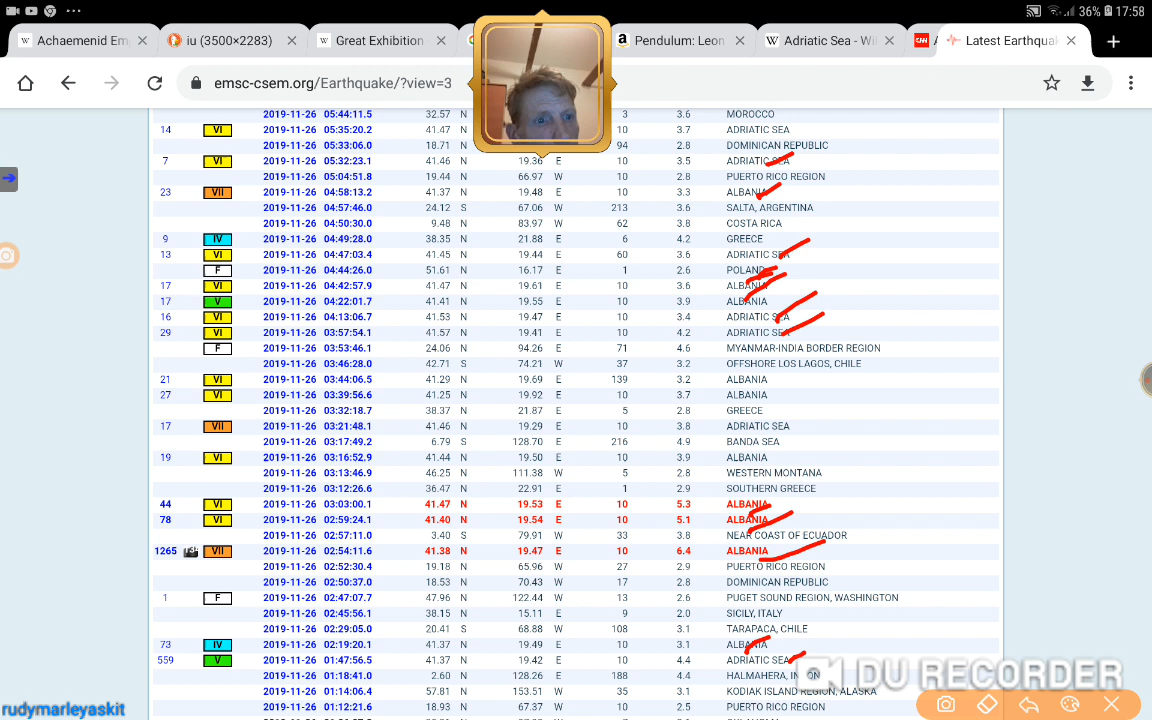 36% 17:58
Achaemenid Em
iu (3500×2283)
Great Exhibition
Pendulum: Leon
Adriatic Sea - Wi
Latest Earthqua
emsc-csem.org/Earthquake/?view=3
2019-11-26 05:44:11.5 32.57 N 3 3.6 MOROCCO
14 VI 2019-11-26 05:35:20.2 41.47 N 10 3.7 ADRIATIC SEA
2019-11-26 05:33:06.0 18.71 N 94 2.8 DOMINICAN REPUBLIC
7 VI 2019-11-26 05:32:23.1 41.46 N 19.36 E 10 3.5 ADRIATIC SEA
2019-11-26 05:04:51.8 19.44 N 66.97 W 10 2.8 PUERTO RICO REGION
23 VII 2019-11-26 04:58:13.2 41.37 N 19.48 E 10 3.3 ALBANIA
2019-11-26 04:57:46.0 24.12 S 67.06 W 213 3.6 SALTA, ARGENTINA
2019-11-26 04:50:30.0 9.48 N 83.97 W 62 3.8 COSTA RICA
9 IV 2019-11-26 04:49:28.0 38.35 N 21.88 E 6 4.2 GREECE
13 VI 2019-11-26 04:47:03.4 41.45 N 19.44 E 60 3.6 ADRIATIC SEA
F 2019-11-26 04:44:26.0 51.61 N 16.17 E 1 2.6 POLAND
17 VI 2019-11-26 04:42:57.9 41.47 N 19.61 E 10 3.6 ALBANIA
17 V 2019-11-26 04:22:01.7 41.41 N 19.55 E 10 3.9 ALBANIA
16 VI 2019-11-26 04:13:06.7 41.53 N 19.47 E 10 3.4 ADRIATIC SEA
29 VI 2019-11-26 03:57:54.1 41.57 N 19.41 E 10 4.2 ADRIATIC SEA
F 2019-11-26 03:53:46.1 24.06 N 94.26 E 71 4.6 MYANMAR-INDIA BORDER REGION
2019-11-26 03:46:28.0 42.71 S 74.21 W 37 3.2 OFFSHORE LOS LAGOS, CHILE
21 VI 2019-11-26 03:44:06.5 41.29 N 19.69 E 139 3.2 ALBANIA
27 VI 2019-11-26 03:39:56.6 41.25 N 19.92 E 10 3.7 ALBANIA
2019-11-26 03:32:18.7 38.37 N 21.87 E 5 2.8 GREECE
17 VII 2019-11-26 03:21:48.1 41.46 N 19.29 E 10 3.8 ADRIATIC SEA
2019-11-26 03:17:49.2 6.79 S 128.70 E 216 4.9 BANDA SEA
19 VI 2019-11-26 03:16:52.9 41.44 N 19.50 E 10 3.9 ALBANIA
2019-11-26 03:13:46.9 46.25 N 111.38 W 5 2.8 WESTERN MONTANA
2019-11-26 03:12:26.6 36.47 N 22.91 E 1 2.9 SOUTHERN GREECE
44 VI 2019-11-26 03:03:00.1 41.47 N 19.53 E 10 5.3 ALBANIA
78 VI 2019-11-26 02:59:24.1 41.40 N 19.54 E 10 5.1 ALBANIA
2019-11-26 02:57:11.0 3.40 S 79.91 W 33 3.8 NEAR COAST OF ECUADOR
1265 VII 2019-11-26 02:54:11.6 41.38 N 19.47 E 10 6.4 ALBANIA
2019-11-26 02:52:30.4 19.18 N 65.96 W 27 2.9 PUERTO RICO REGION
2019-11-26 02:50:37.0 18.53 N 70.43 W 17 2.8 DOMINICAN REPUBLIC
1 F 2019-11-26 02:47:07.7 47.96 N 122.44 W 13 2.6 PUGET SOUND REGION, WASHINGTON
2019-11-26 02:45:56.1 38.15 N 15.11 E 9 2.0 SICILY, ITALY
2019-11-26 02:29:05.0 20.41 S 68.88 W 108 3.1 TARAPACA, CHILE
73 IV 2019-11-26 02:19:20.1 41.37 N 19.49 E 10 3.1 ALBANIA
559 V 2019-11-26 01:47:56.5 41.37 N 19.42 E 10 4.4 ADRIATIC SEA
2019-11-26 01:18:41.0 2.60 N 128.26 E 188 4.4 HALMAHERA,
2019-11-26 01:14:06.4 57.81 N 153.51 W 35 3.1 KODIAK ISLAND REGION, ALASKA
2019-11-26 01:12:21.6 18.93 N 67.37 W 10 2.5 PUERTO RICO REGION
DU RECORDER
rudymarleyaskit